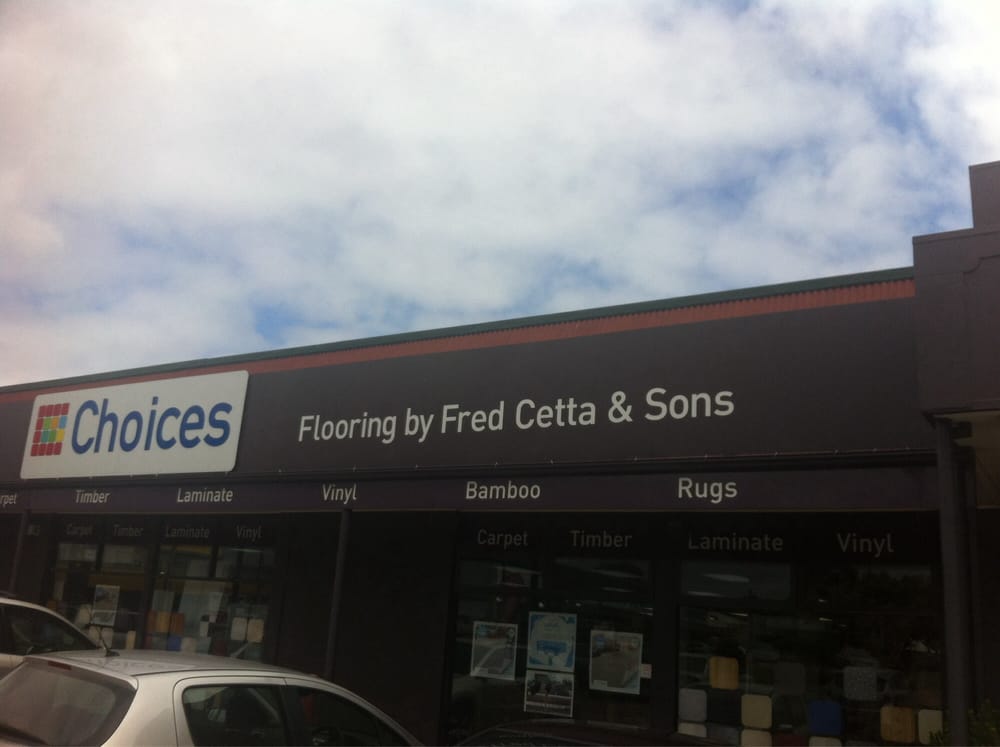 Choices
Flooring by Fred Cetta & Sons
rpet Timber Laminate Vinyl Bamboo Rugs
Carpet Timber Laminate Vinyl Carpet Timber Laminate Vinyl